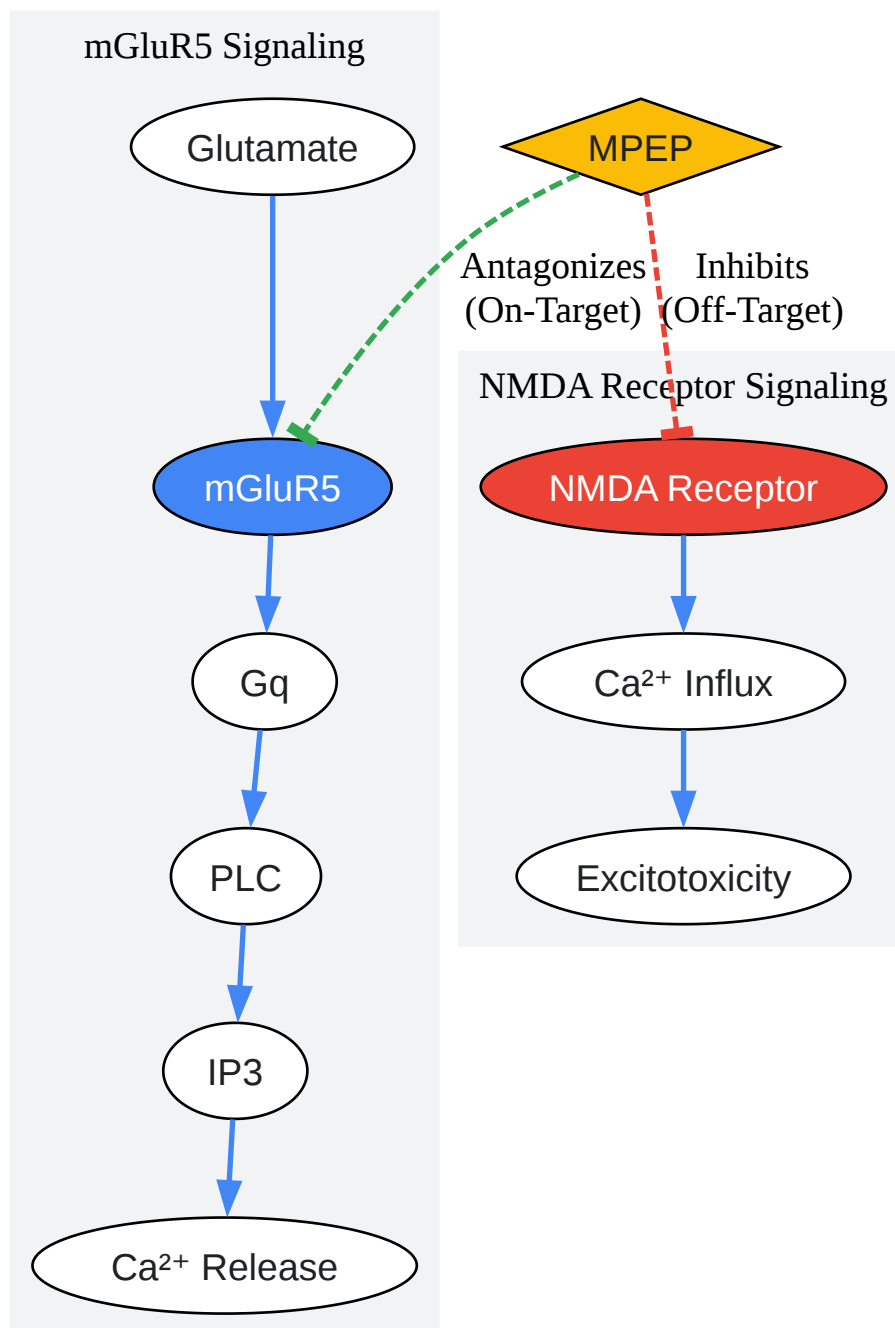 mGluR5 Signaling
Glutamate
MPEP
Antagonizes
(On-Target)
Inhibits
(Off-Target)
NMDA Receptor Signaling
mGluR5
NMDA Receptor
Gq
Ca²⁺ Influx
PLC
Excitotoxicity
IP3
Ca²⁺ Release